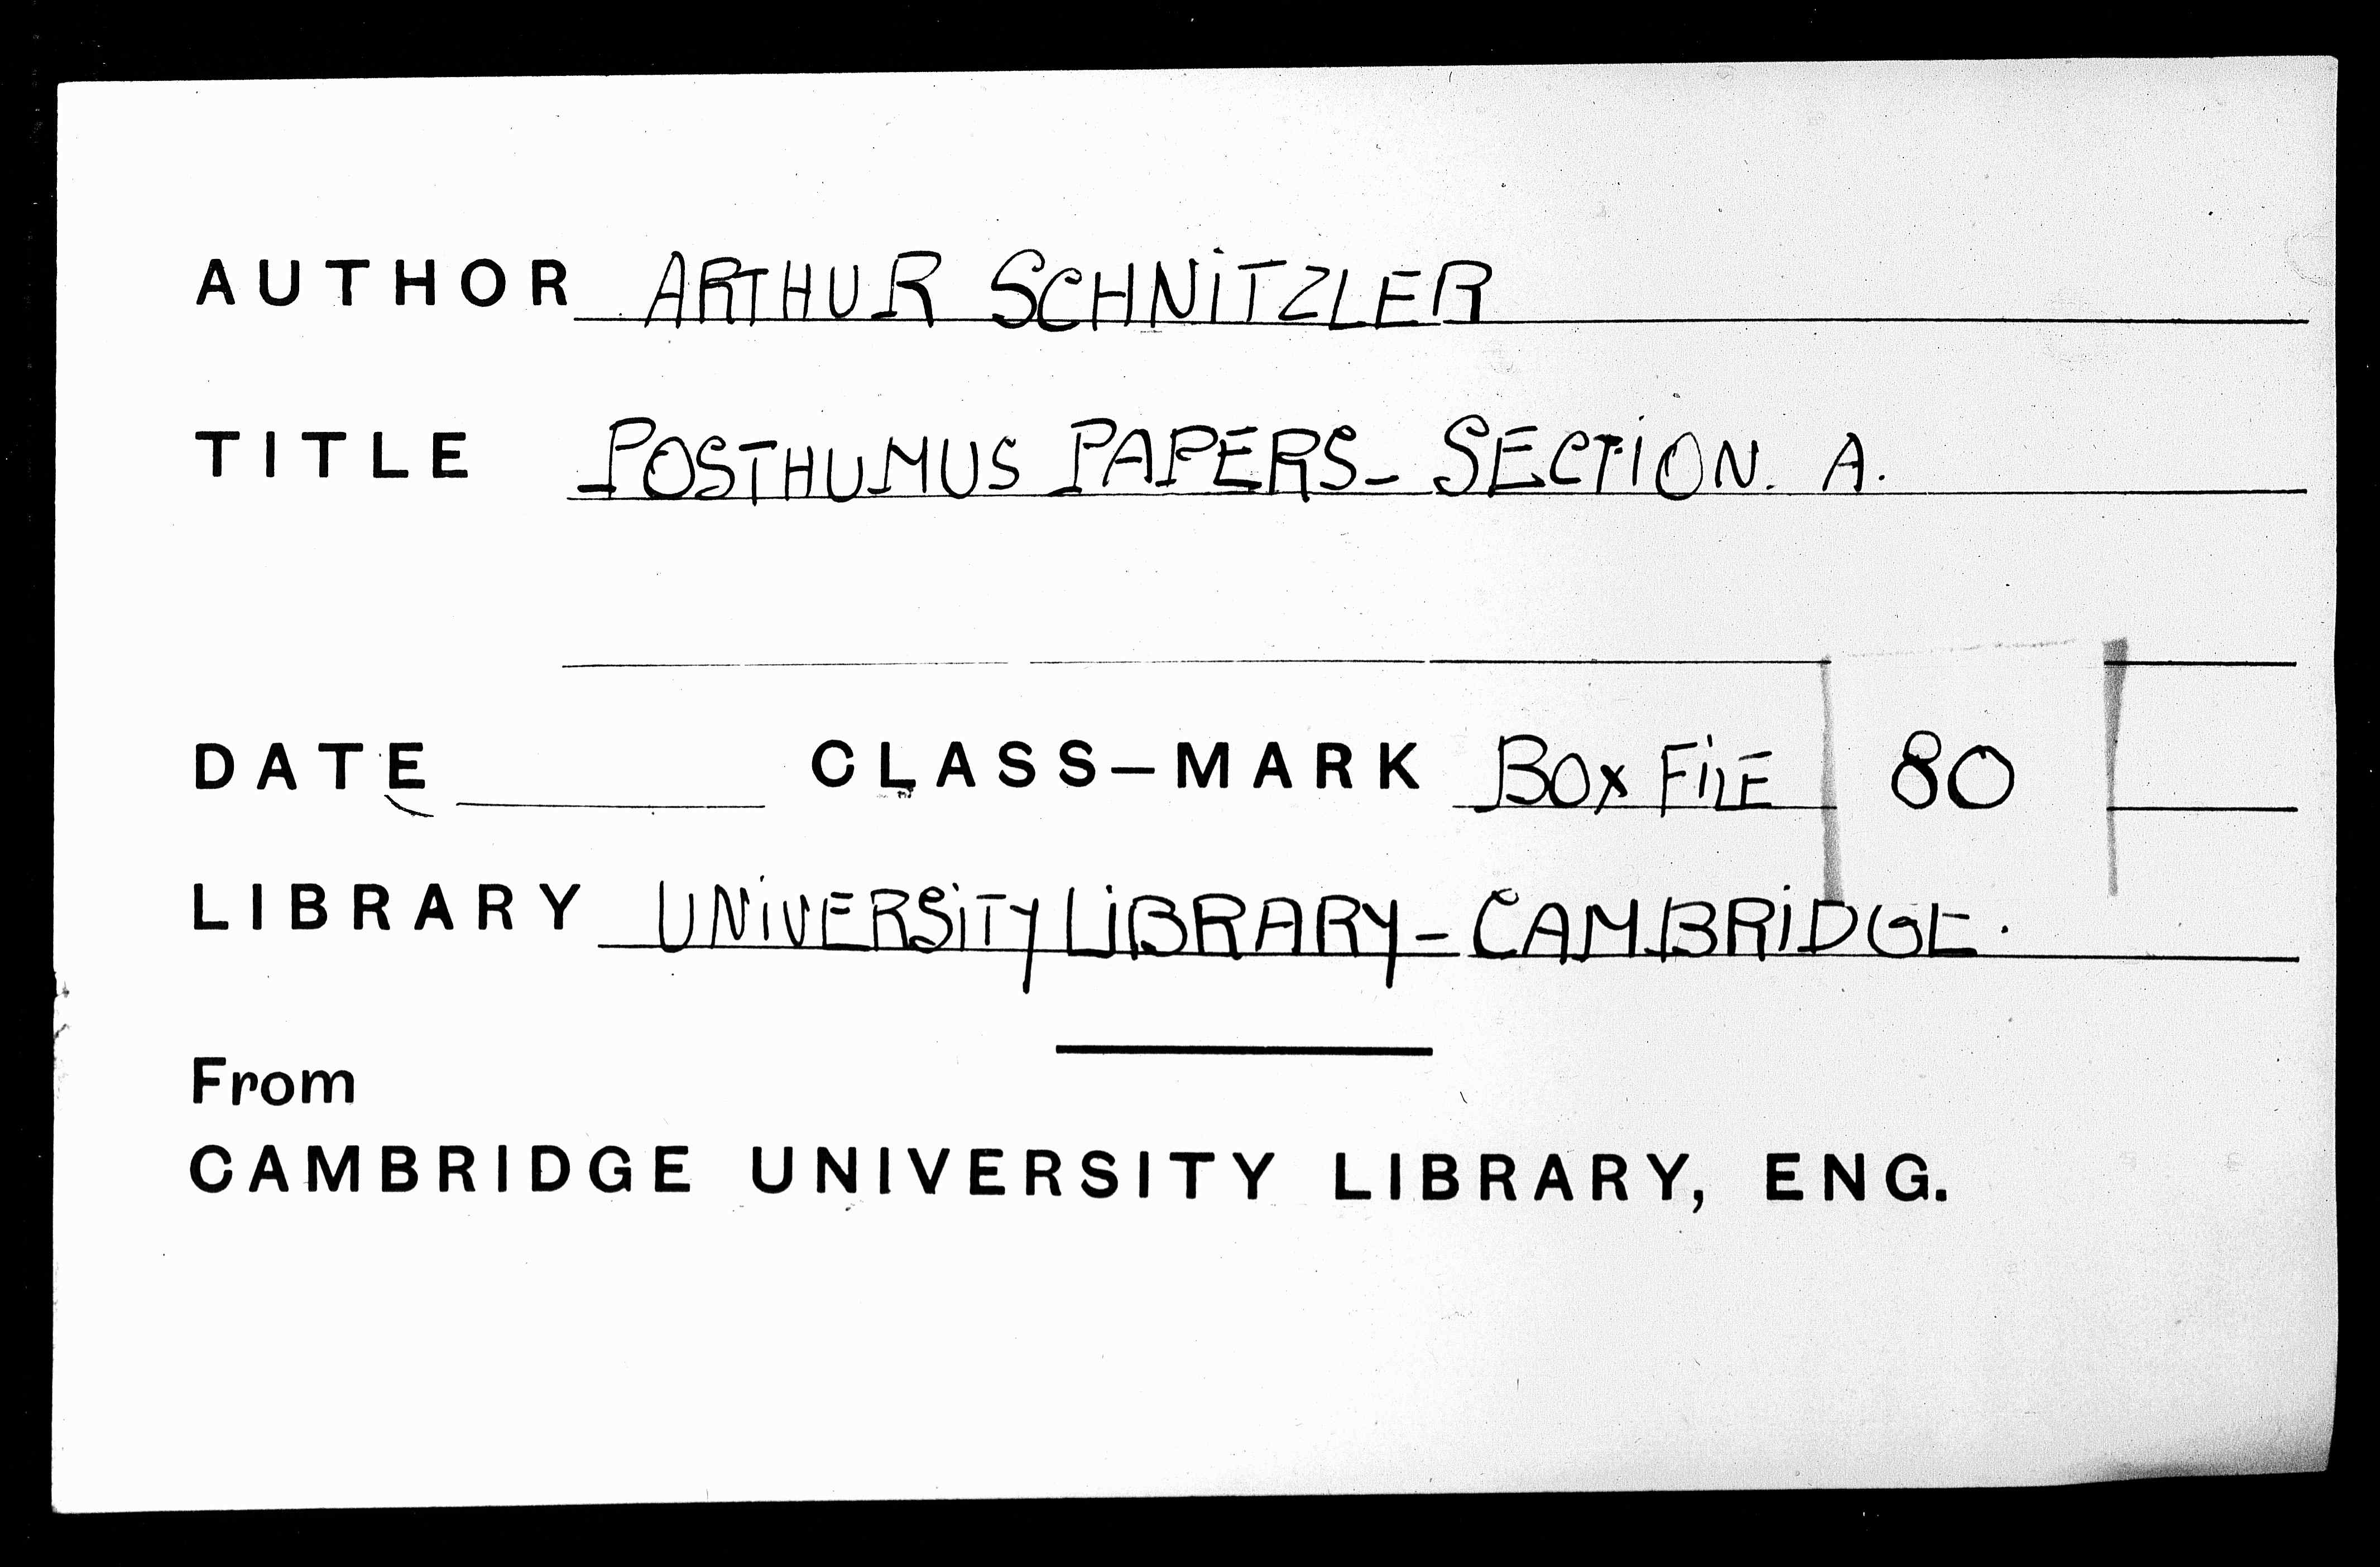 AUTHOR ARTHUR SCHNITZLER
TITLE POSTHUMUS PAPERS- SECTION. A.
DATE CLASS-MARK BOX FILE 80
LIBRARY UNIVERSITY LIBRARY - CAMBRIDGE.
From
CAMBRIDGE UNIVERSITY LIBRARY, ENG.